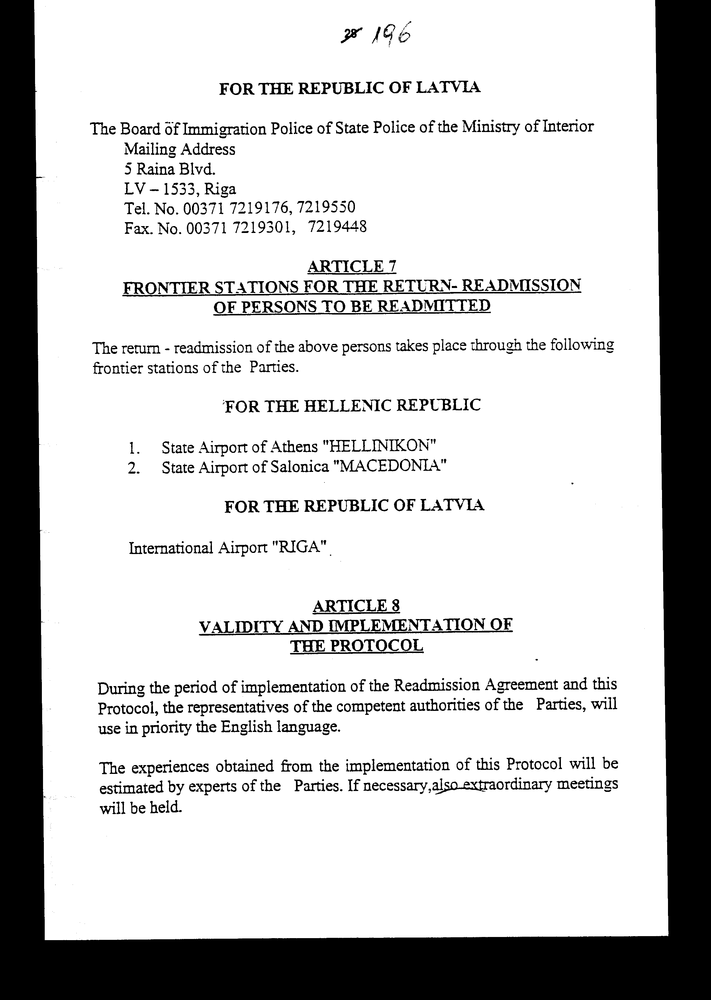 28 196
FOR THE REPUBLIC OF LATVIA
The Board of Immigration Police of State Police of the Ministry of Interior
Mailing Address
5 Raina Blvd.
LV – 1533, Riga
Tel. No. 00371 7219176, 7219550
Fax. No. 00371 7219301, 7219448
ARTICLE 7
FRONTIER STATIONS FOR THE RETURN- READMISSION
OF PERSONS TO BE READMITTED
The return - readmission of the above persons takes place through the following
frontier stations of the Parties.
FOR THE HELLENIC REPUBLIC
1. State Airport of Athens "HELLINIKON"
2. State Airport of Salonica "MACEDONIA"
FOR THE REPUBLIC OF LATVIA
International Airport "RIGA".
ARTICLE 8
VALIDITY AND IMPLEMENTATION OF
THE PROTOCOL
During the period of implementation of the Readmission Agreement and this
Protocol, the representatives of the competent authorities of the Parties, will
use in priority the English language.
The experiences obtained from the implementation of this Protocol will be
estimated by experts of the Parties. If necessary, also extraordinary meetings
will be held.